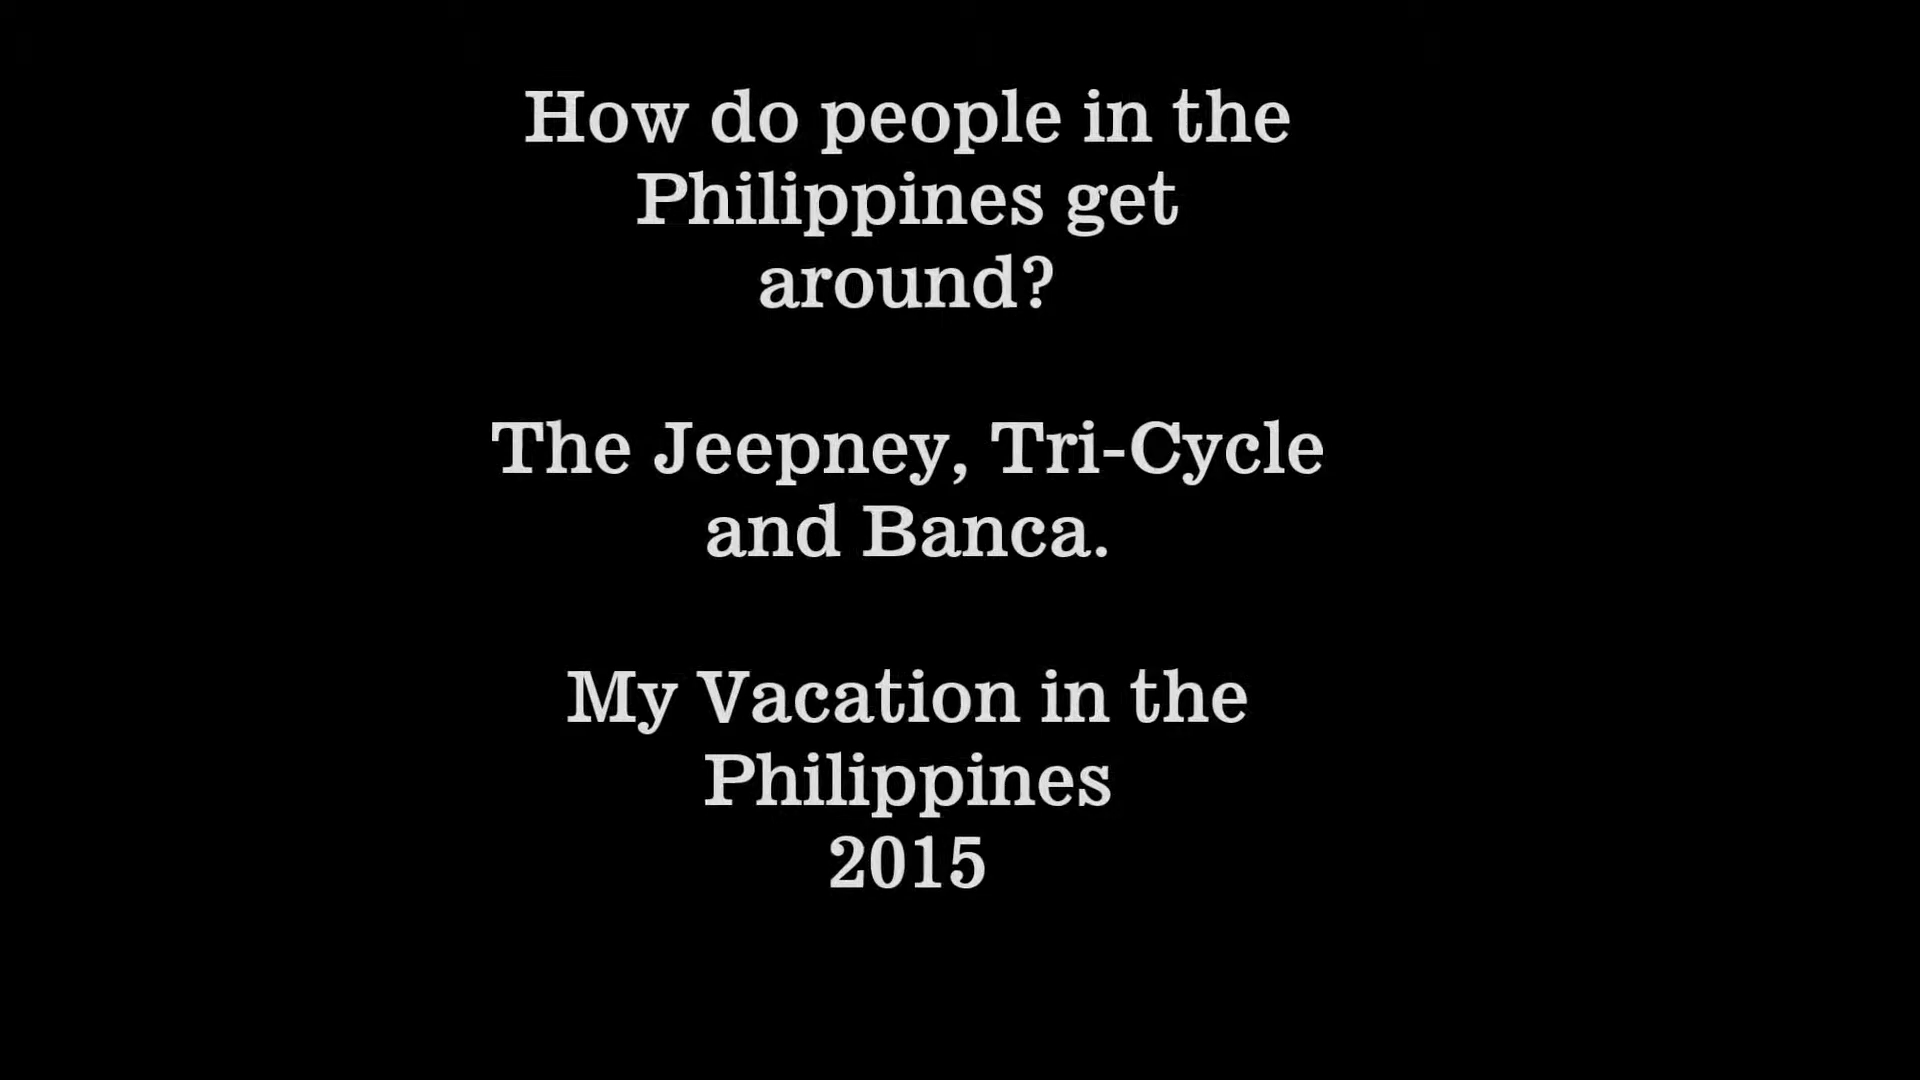 How do people in the
Philippines get
around?
The Jeepney, Tri-Cycle
and Banca.
My Vacation in the
Philippines
2015